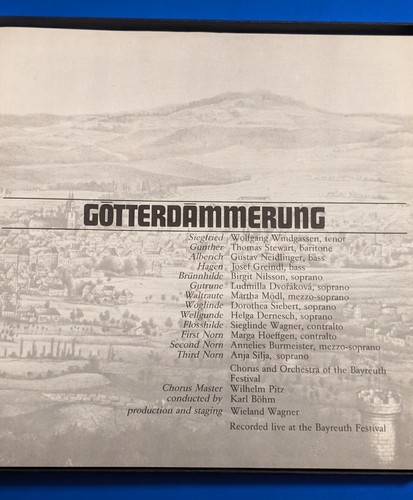 GÖTTERDÄMMERUNG
Siegfried Wolfgang Windgassen, tenor
Gunther Thomas Stewart, baritone
Alberich Gustav Neidlinger, bass
Hagen Josef Greindl, bass
Brünnhilde Birgit Nilsson, soprano
Gutrune Ludmilla Dvořáková, soprano
Waltraute Martha Mödl, mezzo-soprano
Woglinde Dorothea Siebert, soprano
Wellgunde Helga Dernesch, soprano
Flosshilde Sieglinde Wagner, contralto
First Norn Marga Hoeffgen, contralto
Second Norn Annelies Burmeister, mezzo-soprano
Third Norn Anja Silja, soprano
Chorus and Orchestra of the Bayreuth
Festival
Chorus Master Wilhelm Pitz
conducted by Karl Böhm
production and staging Wieland Wagner
Recorded live at the Bayreuth Festival